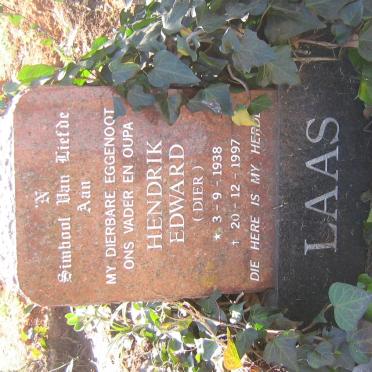 'N
Simbool Van Liefde
Aan
MY DIERBARE EGGENOOT
ONS VADER EN OUPA
HENDRIK
EDWARD
(DIER)
* 3 - 9 - 1938
+ 20 - 12 - 1997
DIE HERE IS MY HERDER
LAAS